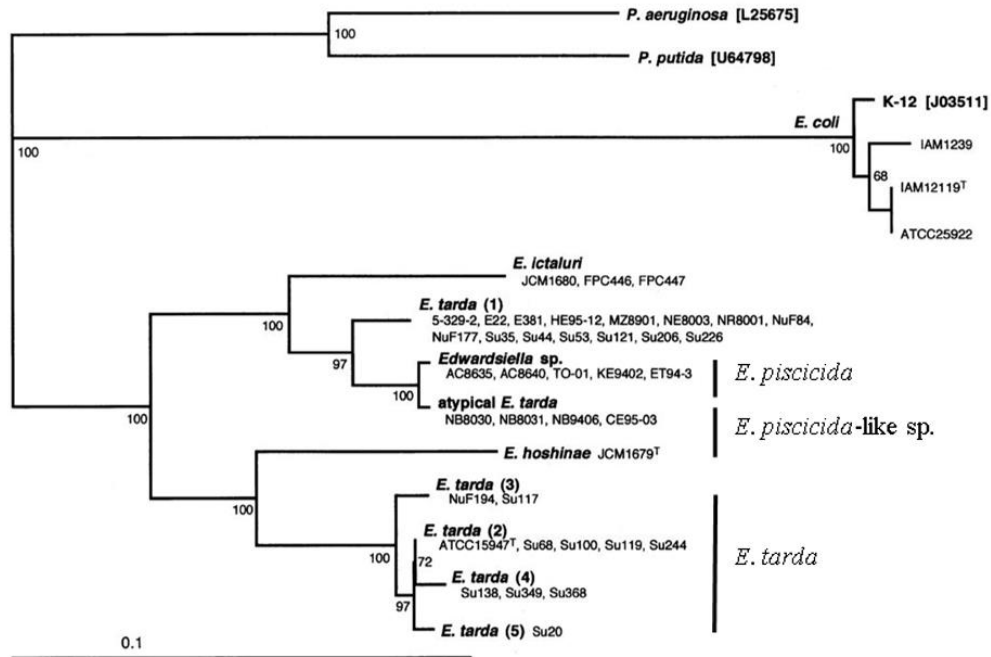 P. aeruginosa [L25675]
100
P. putida [U64798]
K-12 [J03511]
E. coli
100
100
IAM1239
68
IAM12119T
ATCC25922
E. ictaluri
JCM1680, FPC446, FPC447
E. tarda (1)
100
5-329-2, E22, E381, HE95-12, MZ8901, NE8003, NR8001, NuF84,
NuF177, Su35, Su44, Su53, Su121, Su206, Su226
97
Edwardsiella sp.
AC8635, AC8640, TO-01, KE9402, ET94-3
E. piscicida
100
atypical E. tarda
NB8030, NB8031, NB9406, CE95-03
E. piscicida-like sp.
100
E. hoshinae JCM1679T
E. tarda (3)
NuF194, Su117
100
E. tarda (2)
ATCC15947T, Su68, Su100, Su119, Su244
100
72
E. tarda
E. tarda (4)
Su138, Su349, Su368
97
E. tarda (5) Su20
0.1